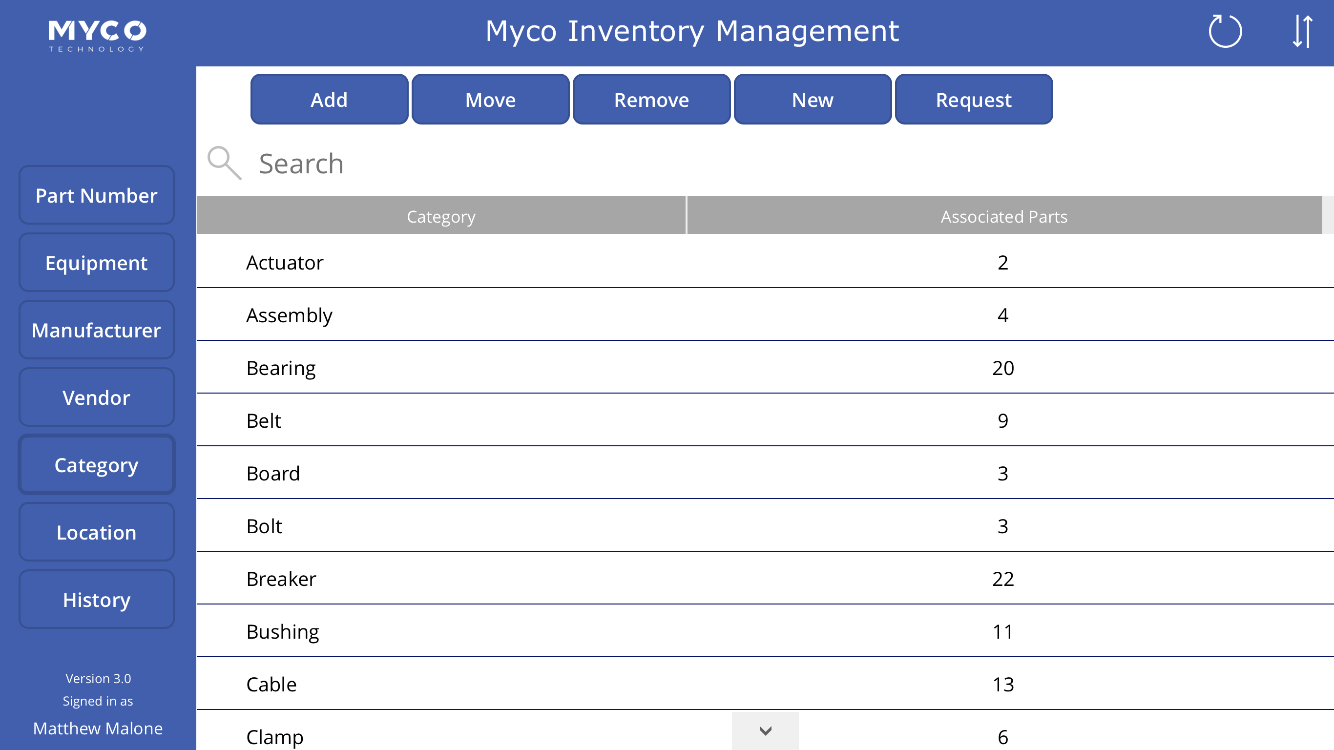 MYCO
TECHNOLOGY
Myco Inventory Management
Add Move Remove New Request
Search
Part Number
Equipment
Manufacturer
Vendor
Category
Location
History
Version 3.0
Signed in as
Matthew Malone
Category Associated Parts
Actuator 2
Assembly 4
Bearing 20
Belt 9
Board 3
Bolt 3
Breaker 22
Bushing 11
Cable 13
Clamp 6